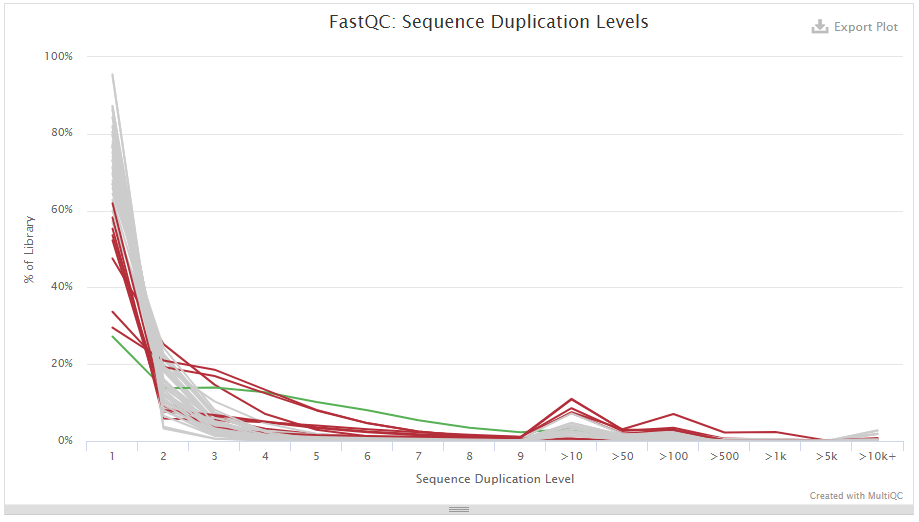 FastQC: Sequence Duplication Levels
Export Plot
100%
80%
60%
40%
20%
0%
% of Library
1 2 3 4 5 6 7 8 9 >10 >50 >100 >500 >1k >5k >10k+
Sequence Duplication Level
Created with MultiQC